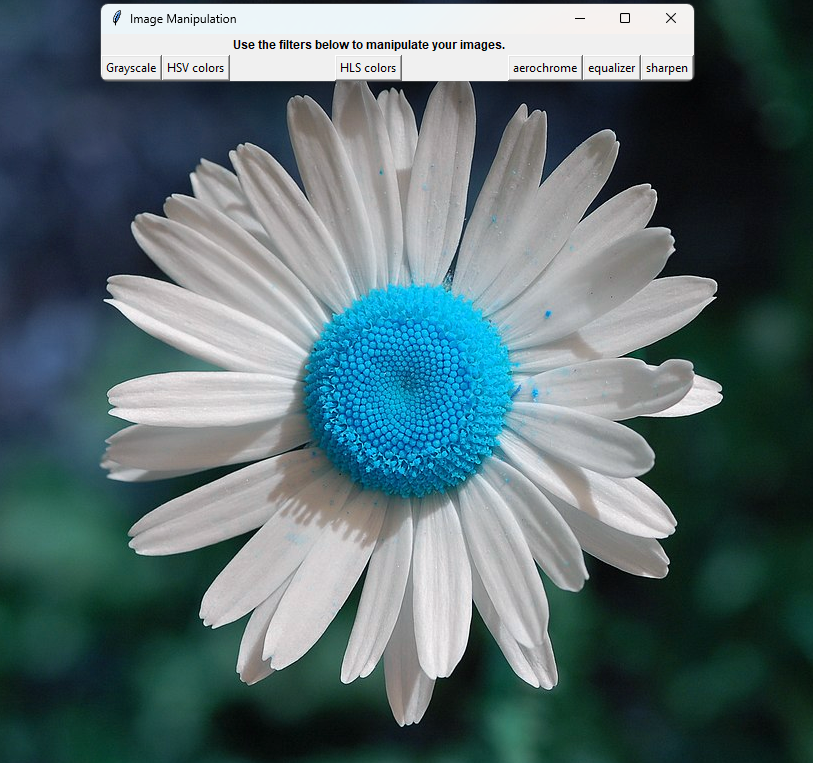 Image Manipulation
Use the filters below to manipulate your images.
Grayscale HSV colors HLS colors aerochrome equalizer sharpen